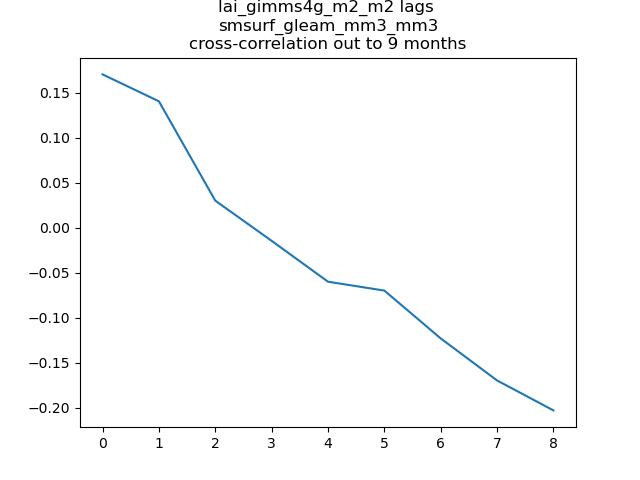 lai_gimms4g_m2_m2 lags
smsurf_gleam_mm3_mm3
cross-correlation out to 9 months
0.15
0.10
0.05
0.00
−0.05
−0.10
−0.15
−0.20
0 1 2 3 4 5 6 7 8